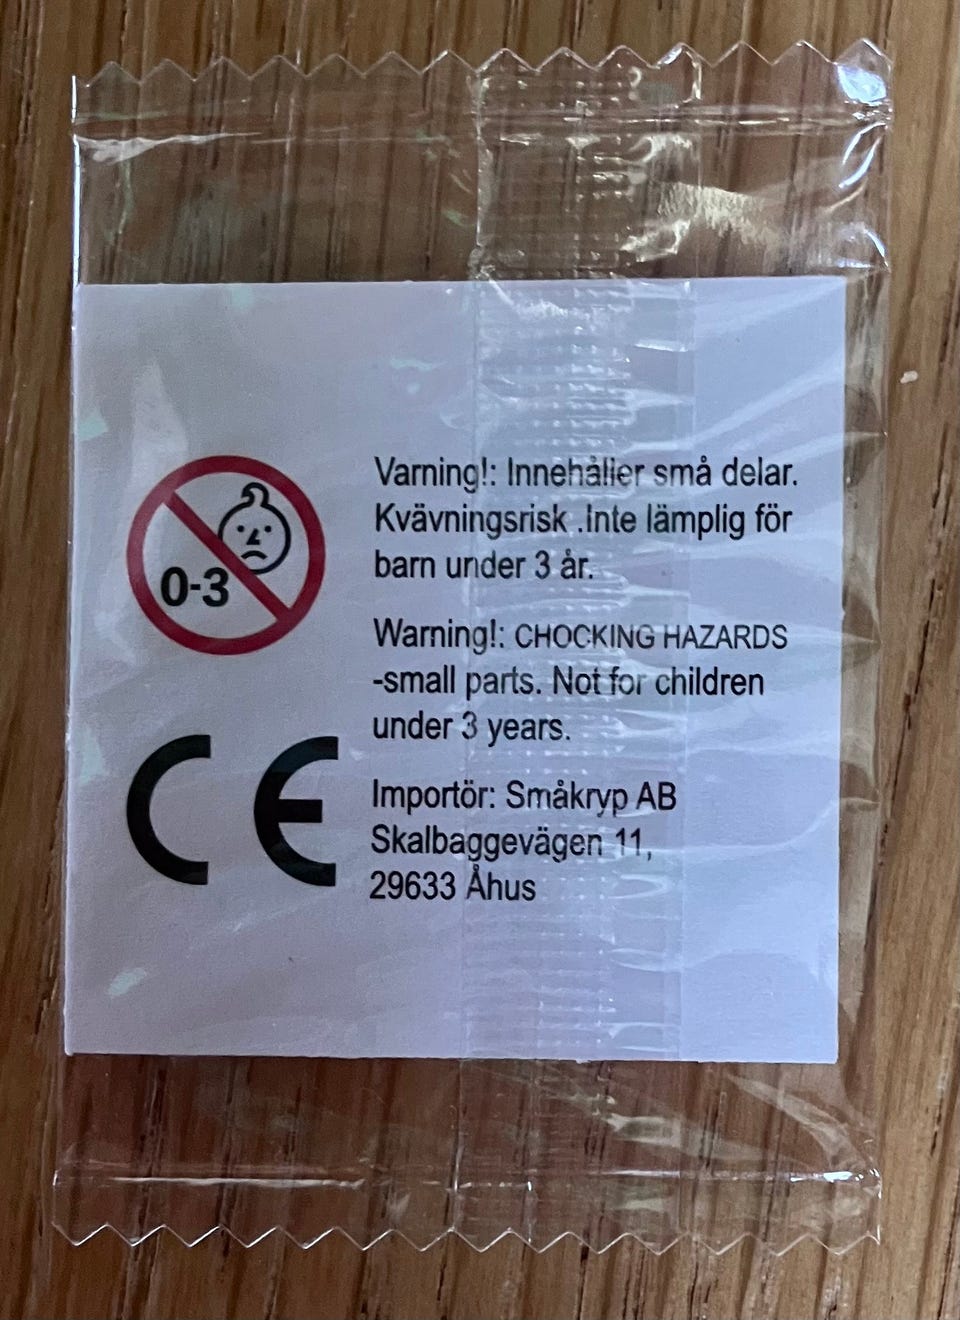 Varning!: Innehålier små delar.
Kvävningsrisk .Inte lämplig för
barn under 3 år.
0-3
Warning!: CHOCKING HAZARDS
-small parts. Not for children
under 3 years.
CE
Importör: Småkryp AB
Skalbaggevägen 11,
29633 Åhus